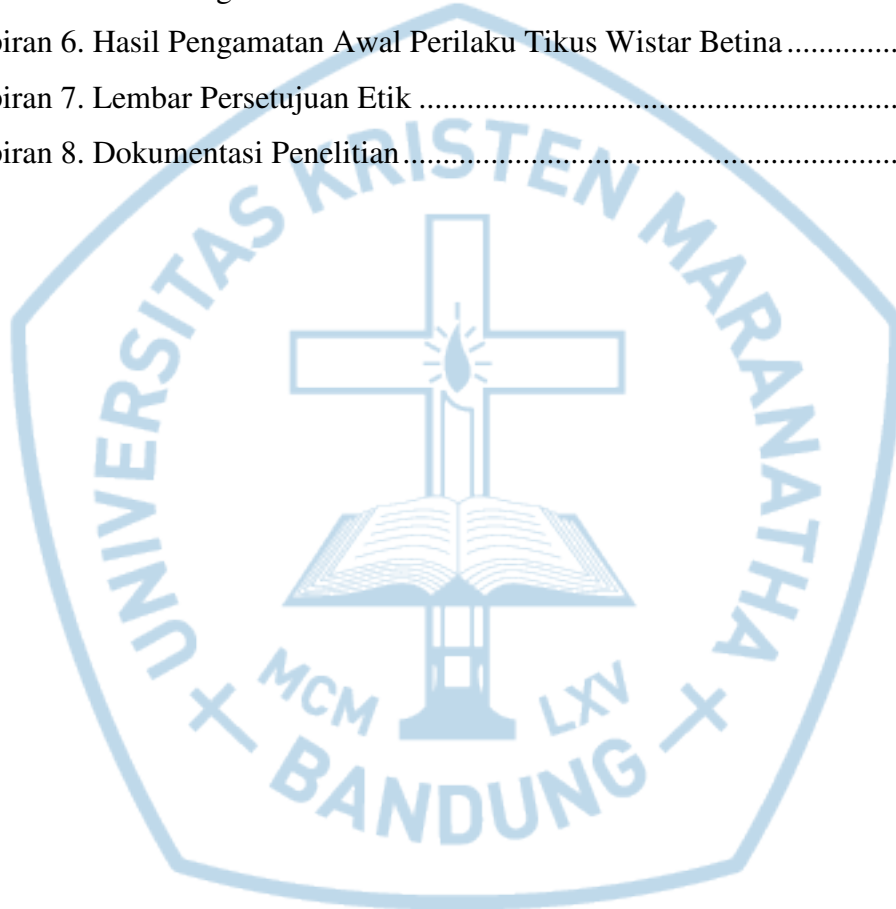 piran 6. Hasil Pengamatan Awal Perilaku Tikus Wistar Betina ................
piran 7. Lembar Persetujuan Etik ......................................................................
piran 8. Dokumentasi Penelitian ........................................................................
UNIVERSITAS KRISTEN MARANATHA
MCM LXV
BANDUNG